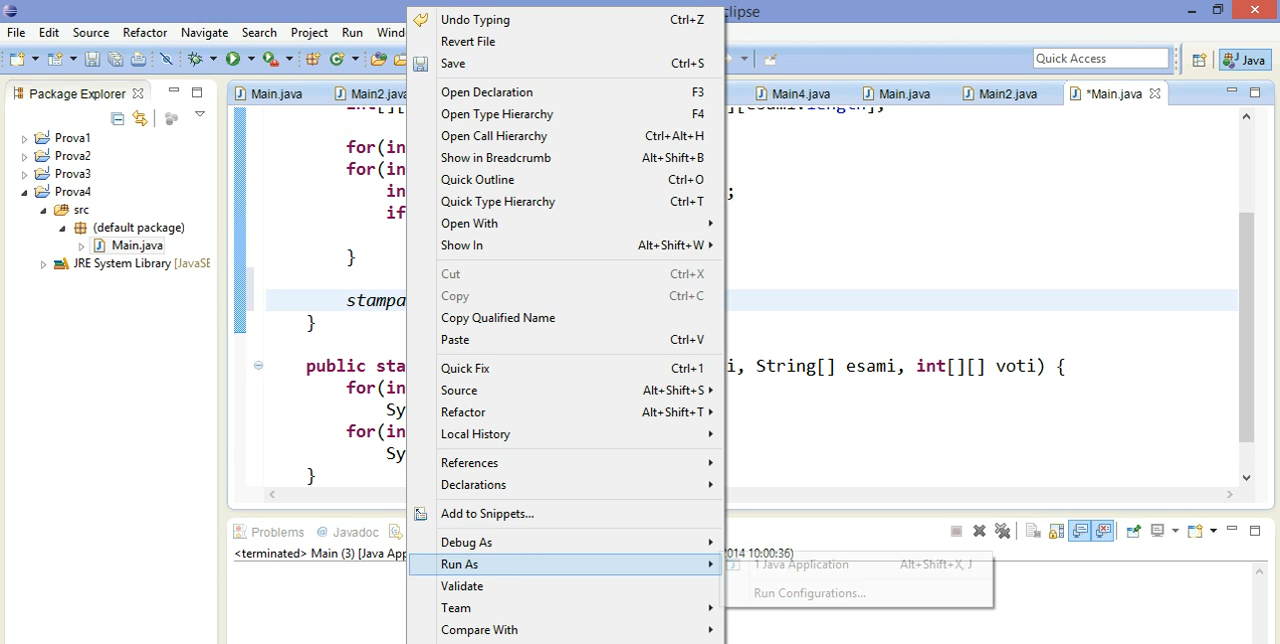 clipse
File Edit Source Refactor Navigate Search Project Run Wind
Quick Access
Java
Package Explorer
Prova1
Prova2
Prova3
Prova4
src
(default package)
Main.java
JRE System Library [JavaSE
Main.java Main2.java Main4.java Main.java Main2.java *Main.java
for(in
for(in
in ;
if
}
stampa
}
public sta i, String[] esami, int[][] voti) {
for(in
Sy
for(in
Sy
}
Undo Typing Ctrl+Z
Revert File
Save Ctrl+S
Open Declaration F3
Open Type Hierarchy F4
Open Call Hierarchy Ctrl+Alt+H
Show in Breadcrumb Alt+Shift+B
Quick Outline Ctrl+O
Quick Type Hierarchy Ctrl+T
Open With
Show In Alt+Shift+W
Cut Ctrl+X
Copy Ctrl+C
Copy Qualified Name
Paste Ctrl+V
Quick Fix Ctrl+1
Source Alt+Shift+S
Refactor Alt+Shift+T
Local History
References
Declarations
Add to Snippets...
Debug As
Run As
Validate
Team
Compare With
1 Java Application Alt+Shift+X, J
Run Configurations...
Problems @ Javadoc
<terminated> Main (3) [Java App 2014 10:00:36)